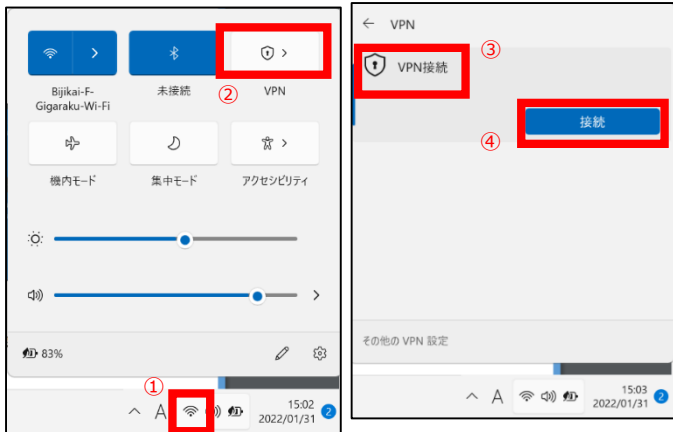 Bijikai-F-
Gigaraku-Wi-Fi
未接続
②
VPN
機内モード
集中モード
アクセシビリティ
83%
①
A
15:02
2022/01/31
2
← VPN
③
VPN接続
④
接続
その他の VPN 設定
A
15:03
2022/01/31
2